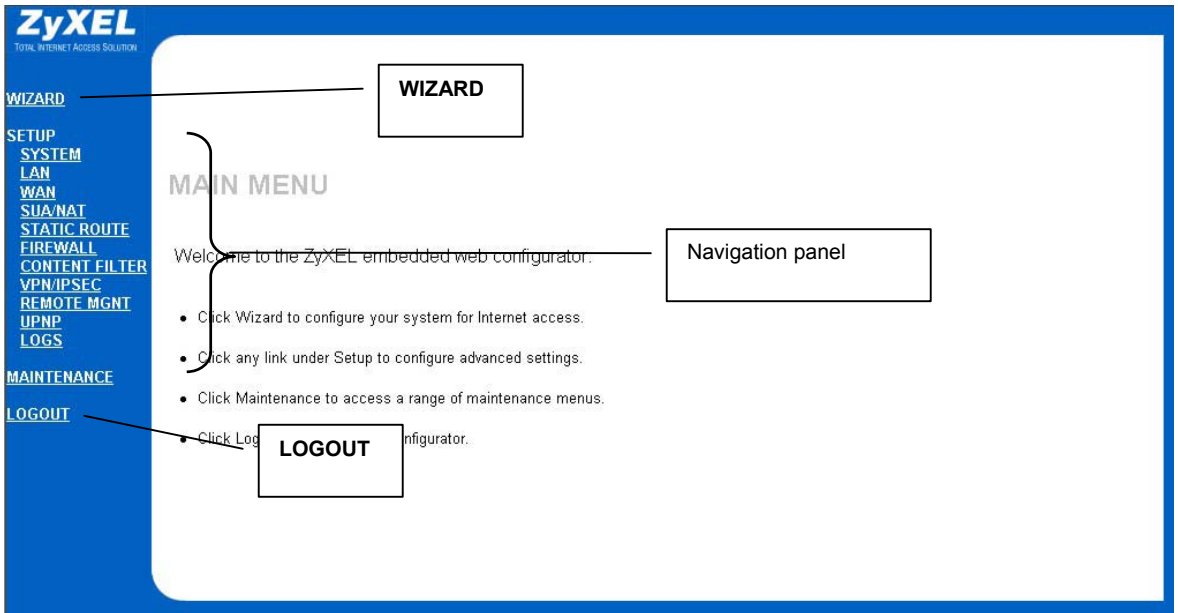 ZyXEL
TOTAL INTERNET ACCESS SOLUTION
WIZARD
SETUP
SYSTEM
LAN
WAN
SUA/NAT
STATIC ROUTE
FIREWALL
CONTENT FILTER
VPN/IPSEC
REMOTE MGNT
UPNP
LOGS
MAINTENANCE
LOGOUT
WIZARD
MAIN MENU
Welcome to the ZyXEL embedded web configurator.
Navigation panel
• Click Wizard to configure your system for Internet access.
• Click any link under Setup to configure advanced settings.
• Click Maintenance to access a range of maintenance menus.
• Click Log nfigurator.
LOGOUT